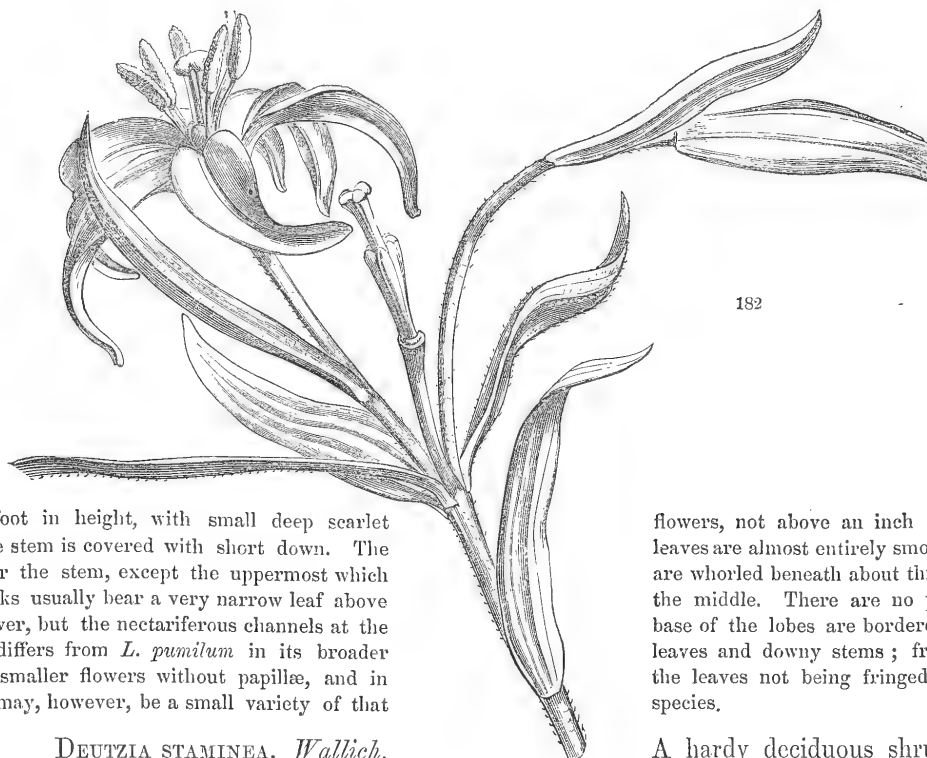 182
foot in height, with small deep scarlet flowers, not above an inch
e stem is covered with short down. The leaves are almost entirely smo
r the stem, except the uppermost which are whorled beneath about th
ks usually bear a very narrow leaf above the middle. There are no
ver, but the nectariferous channels at the base of the lobes are bordere
differs from L. pumilum in its broader leaves and downy stems ; fr
smaller flowers without papillæ, and in the leaves not being fringed
may, however, be a small variety of that species.
DEUTZIA STAMINEA. Wallich. A hardy deciduous shru